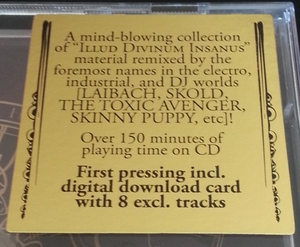 A mind-blowing collection
of "Illud Divinum Insanus"
material remixed by the
foremost names in the electro,
industrial, and DJ worlds
[LAIBACH, SKOLD,
THE TOXIC AVENGER,
SKINNY PUPPY, etc]!
Over 150 minutes of
playing time on CD
First pressing incl.
digital download card
with 8 excl. tracks